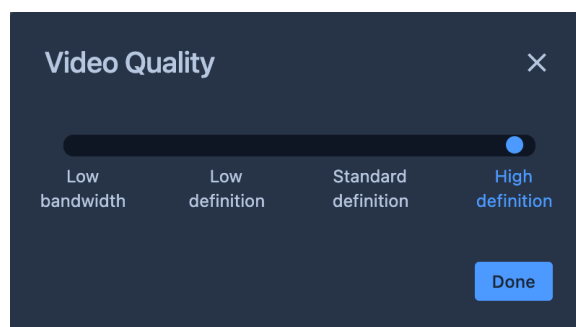 Video Quality
Low bandwidth
Low definition
Standard definition
High definition
Done